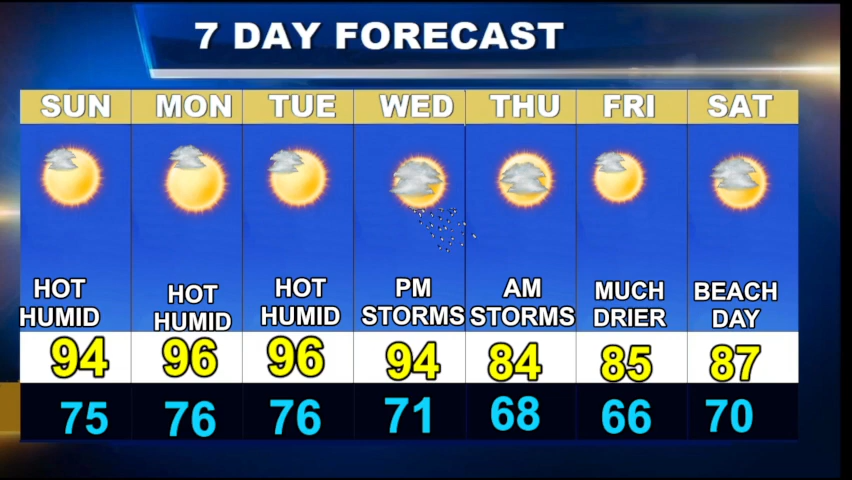 7 DAY FORECAST
SUN MON TUE WED THU FRI SAT
HOT HOT HOT PM AM MUCH BEACH
HUMID HUMID HUMID STORMS STORMS DRIER DAY
94 96 96 94 84 85 87
75 76 76 71 68 66 70